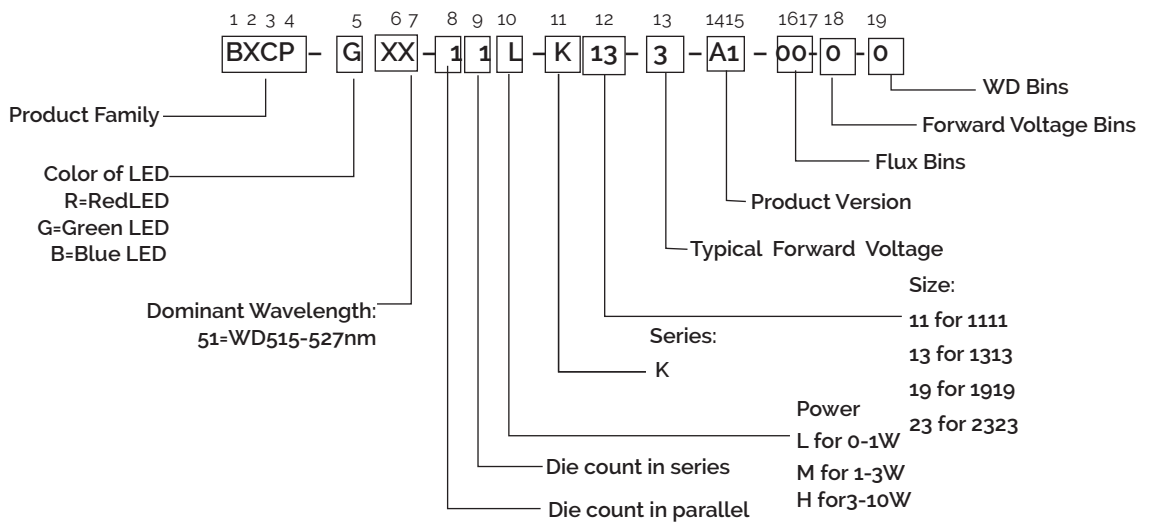 1 2 3 4 5 6 7 8 9 10 11 12 13 1415 1617 18 19
BXCP - G XX - 1 1 L - K 13 - 3 - A1 - 00 - 0 - 0
WD Bins
Product Family
Forward Voltage Bins
Flux Bins
Color of LED
R=RedLED
G=Green LED
B=Blue LED
Product Version
Typical Forward Voltage
Dominant Wavelength:
51=WD515-527nm
Size:
11 for 1111
13 for 1313
19 for 1919
23 for 2323
Series:
K
Power
L for 0-1W
M for 1-3W
H for3-10W
Die count in series
Die count in parallel